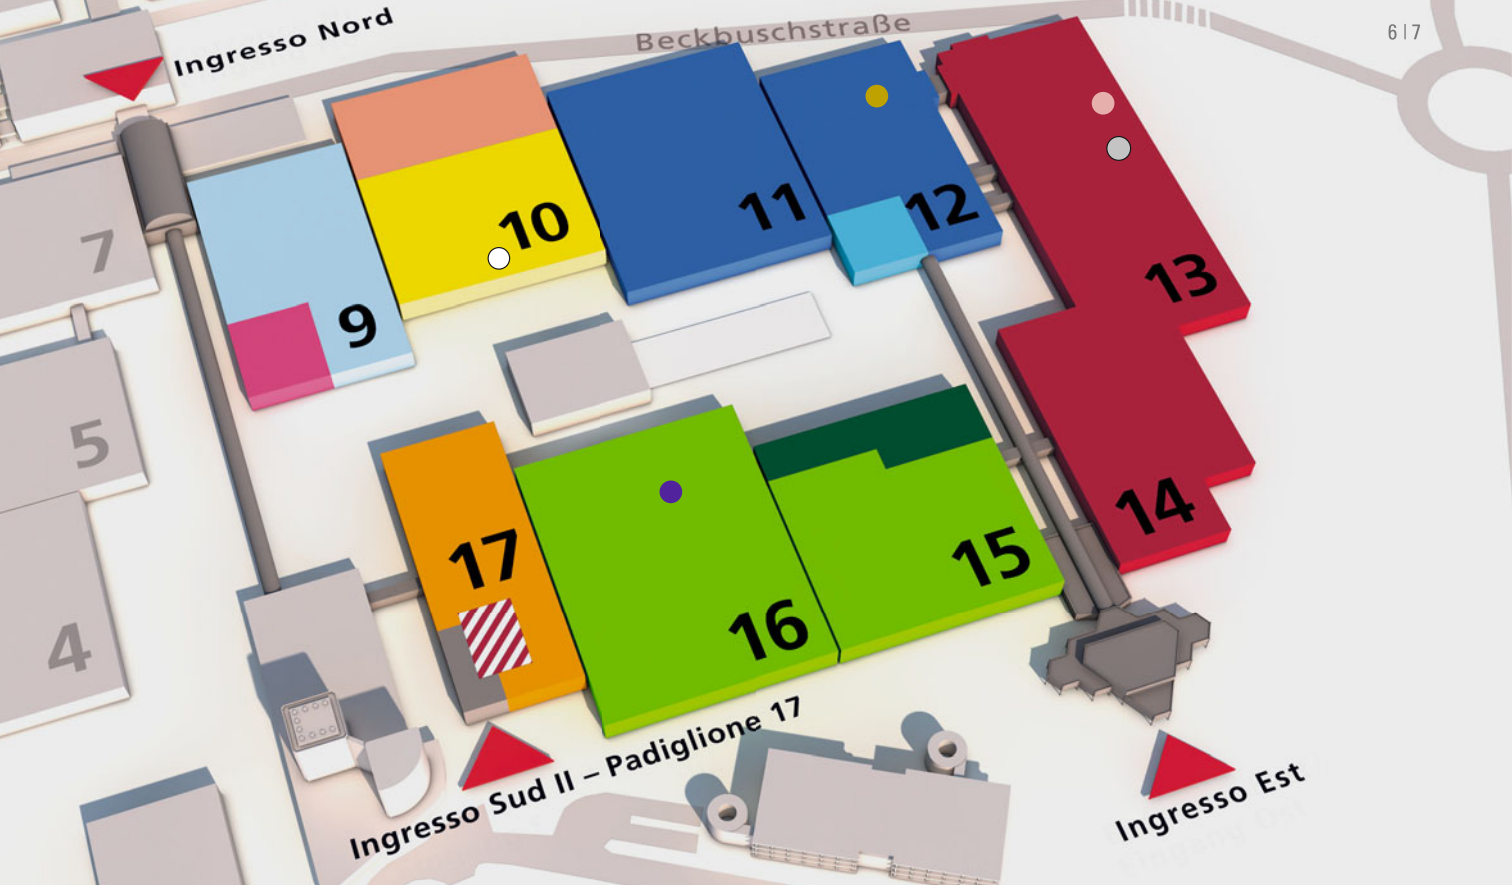 6 | 7
Ingresso Nord
Beckbuschstraße
7
9
10
11
12
13
5
4
17
16
15
14
Ingresso Sud II – Padiglione 17
Ingresso Est